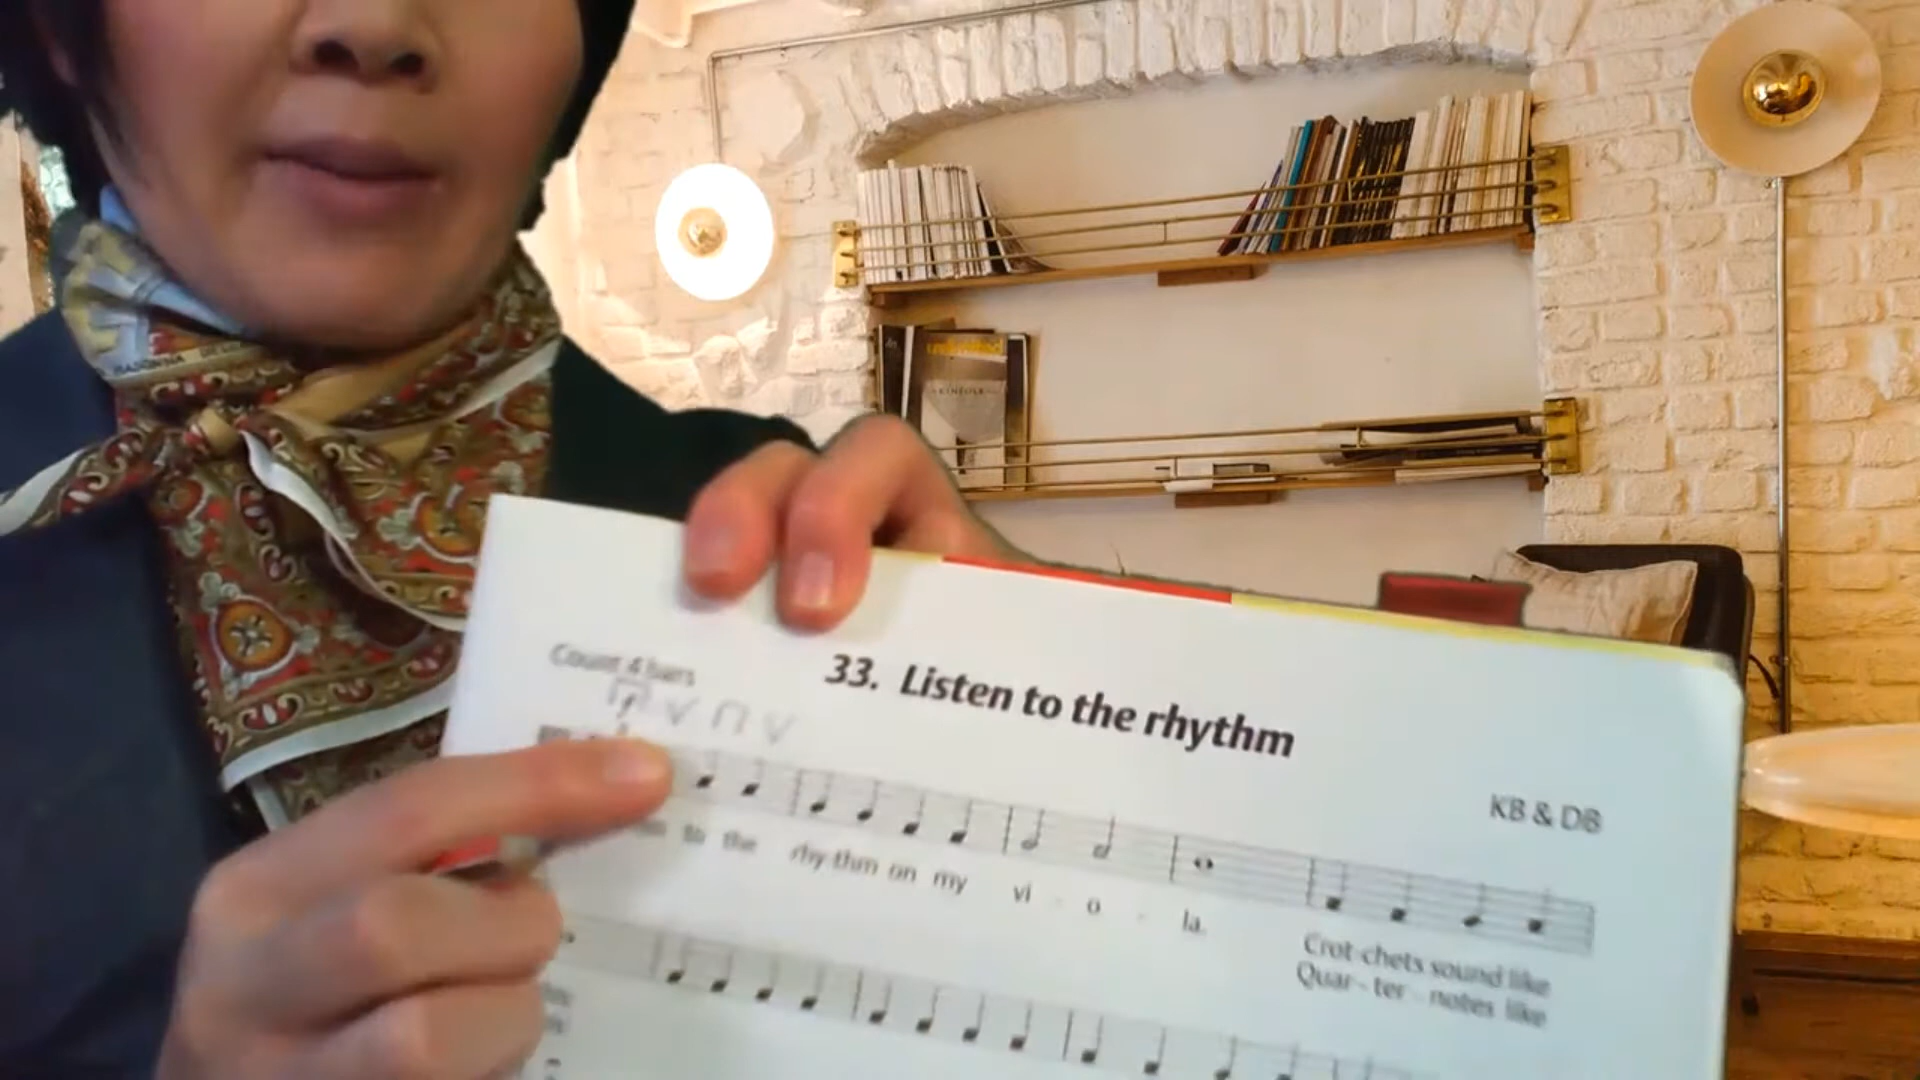 Count 4 bars
33. Listen to the rhythm
KB & DB
to the rhy-thm on my vi - o - la.
Crot-chets sound like
Quar - ter - notes like
KINFOLK